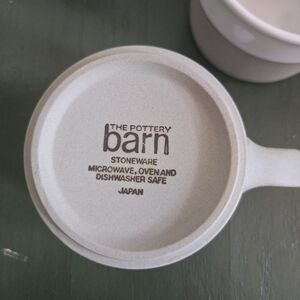 THE POTTERY
barn
STONEWARE
MICROWAVE, OVEN AND
DISHWASHER SAFE
JAPAN